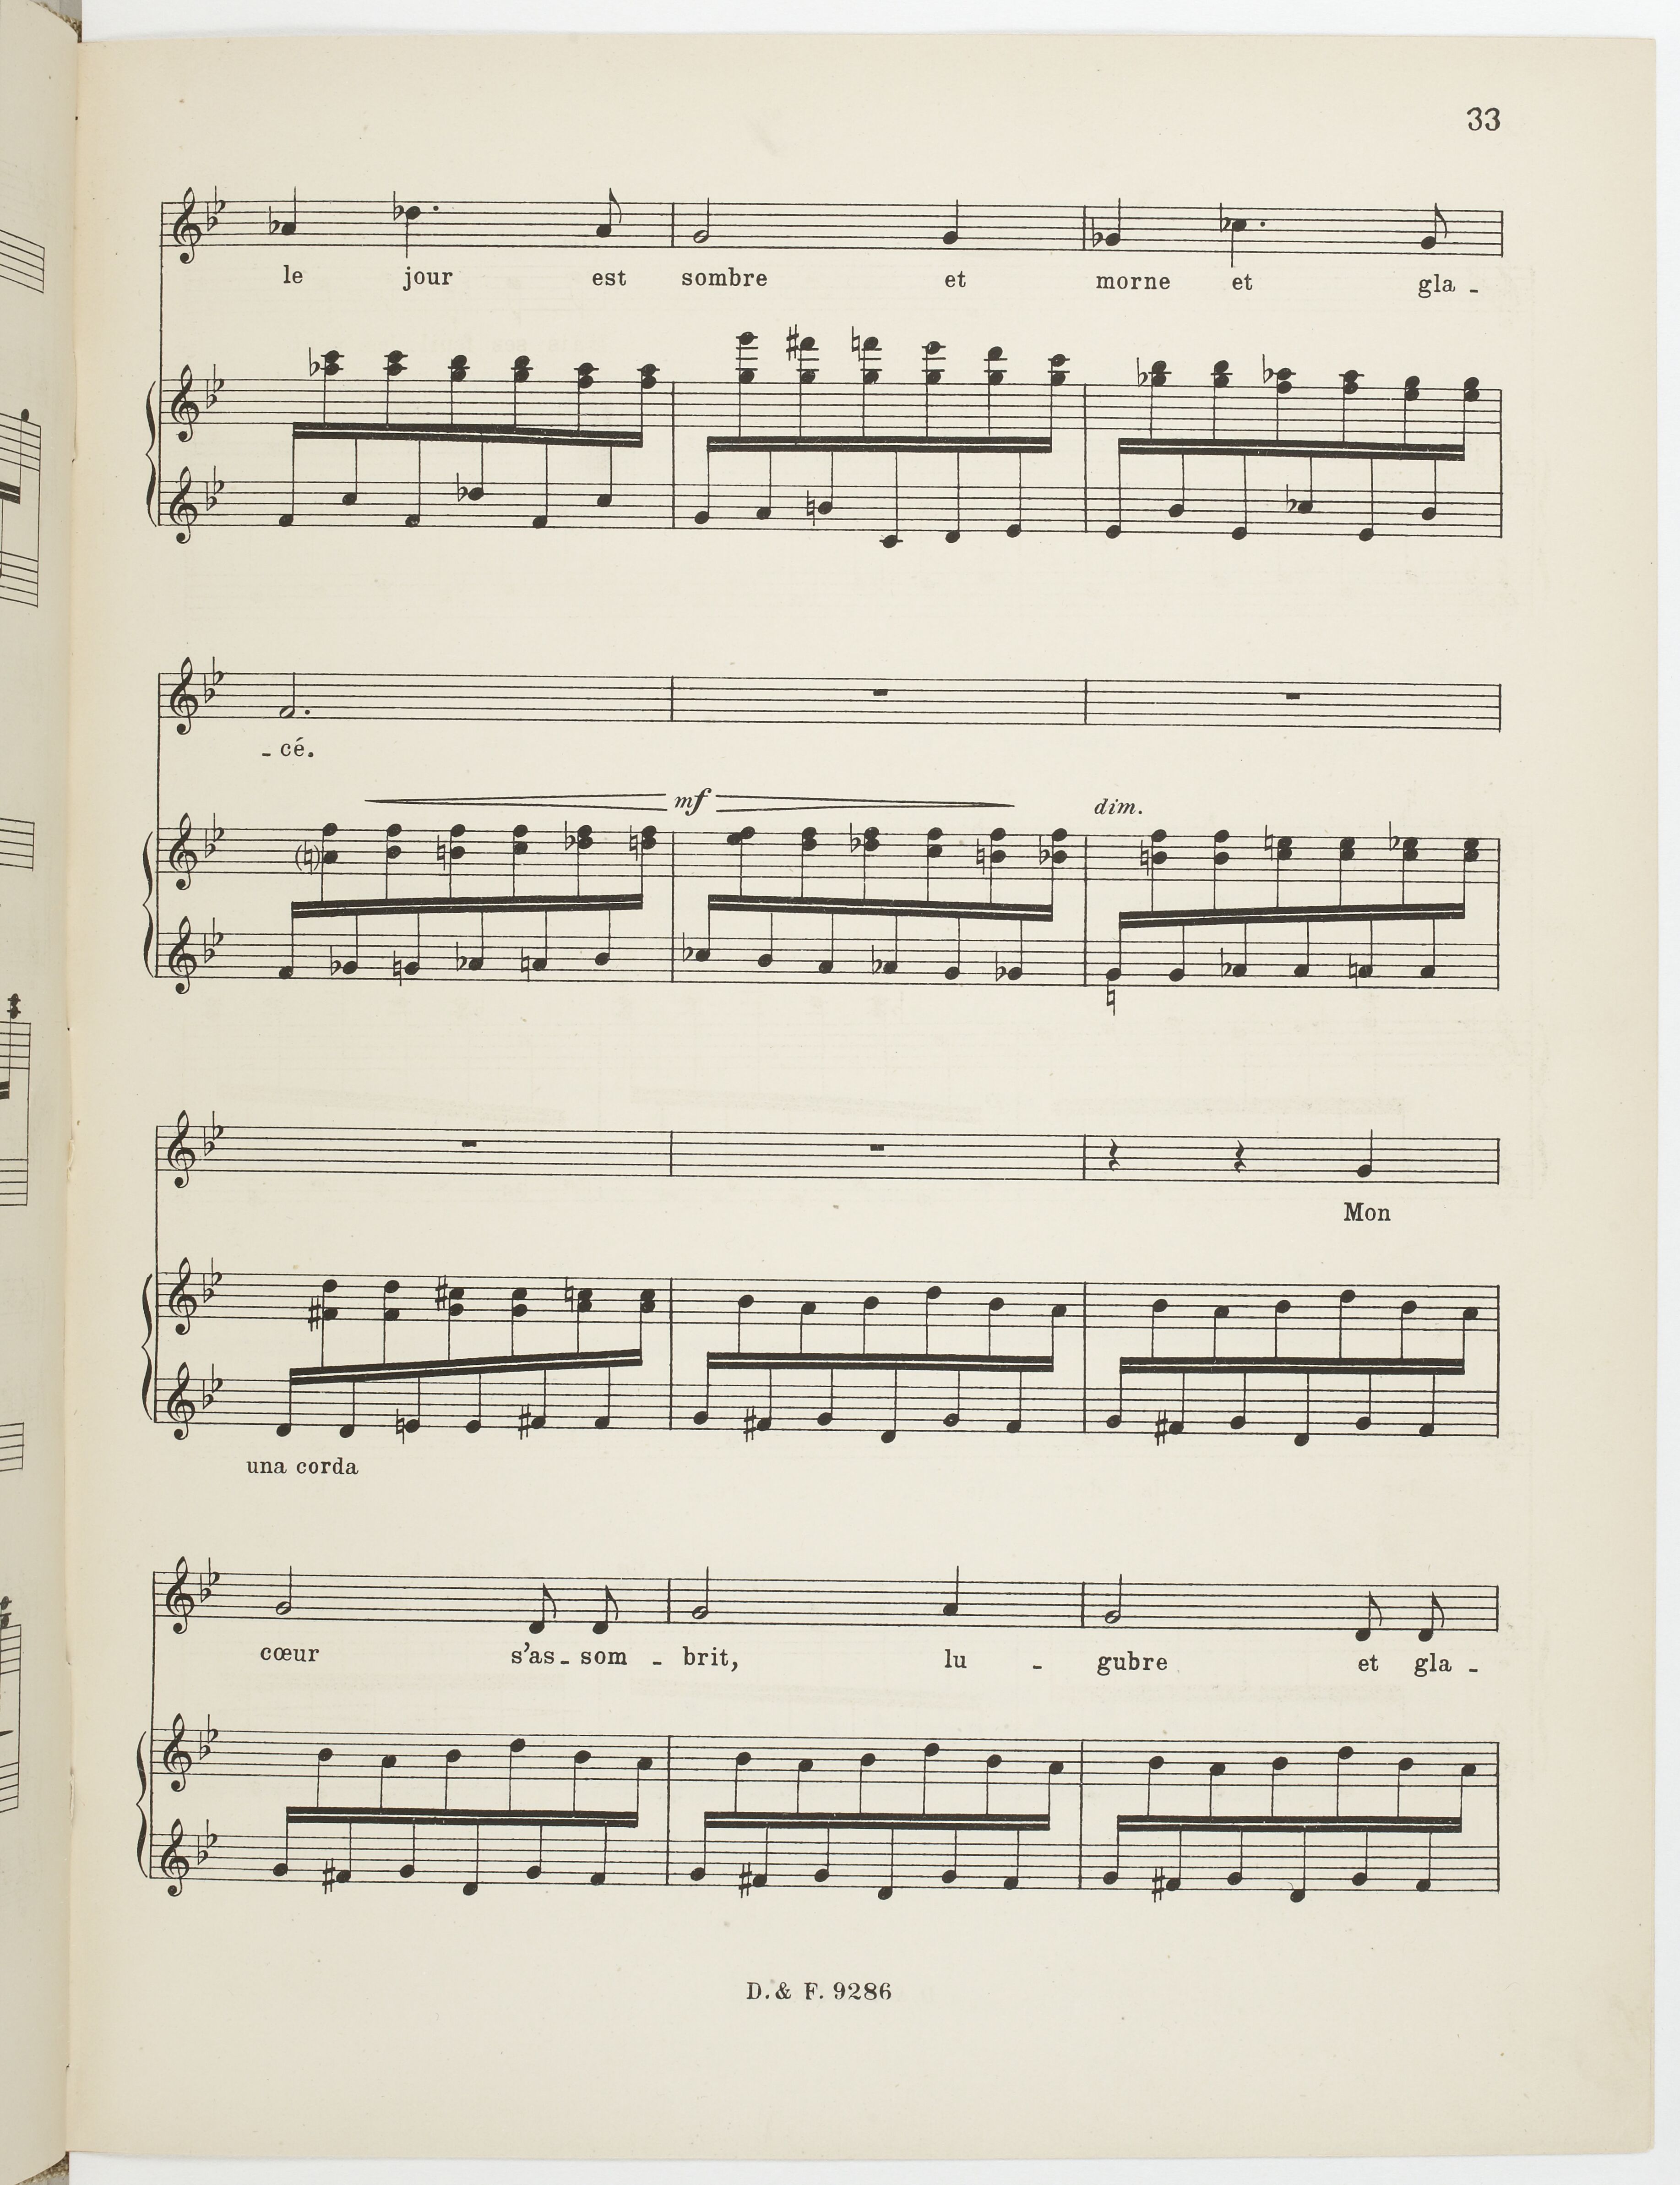 33
le jour est sombre et morne et gla -
- cé.
mf dim.
Mon
una corda
cœur s'as - som - brit, lu - gubre et gla -
D. & F. 9286